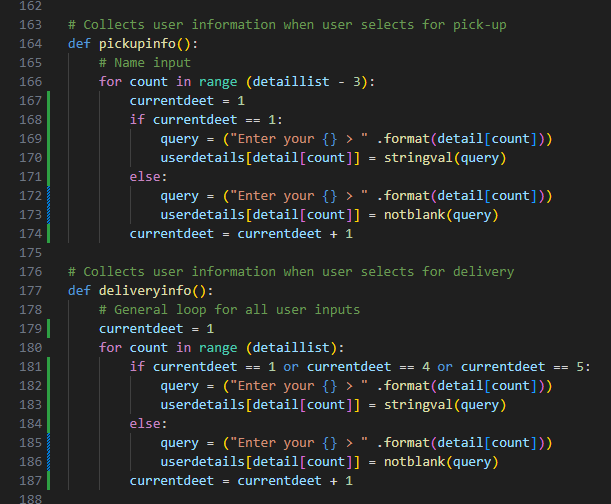 162
163 # Collects user information when user selects for pick-up
164 def pickupinfo():
165     # Name input
166     for count in range (detaillist - 3):
167         currentdeet = 1
168         if currentdeet == 1:
169             query = ("Enter your {} > " .format(detail[count]))
170             userdetails[detail[count]] = stringval(query)
171         else:
172             query = ("Enter your {} > " .format(detail[count]))
173             userdetails[detail[count]] = notblank(query)
174         currentdeet = currentdeet + 1
175
176 # Collects user information when user selects for delivery
177 def deliveryinfo():
178     # General loop for all user inputs
179     currentdeet = 1
180     for count in range (detaillist):
181         if currentdeet == 1 or currentdeet == 4 or currentdeet == 5:
182             query = ("Enter your {} > " .format(detail[count]))
183             userdetails[detail[count]] = stringval(query)
184         else:
185             query = ("Enter your {} > " .format(detail[count]))
186             userdetails[detail[count]] = notblank(query)
187         currentdeet = currentdeet + 1
188